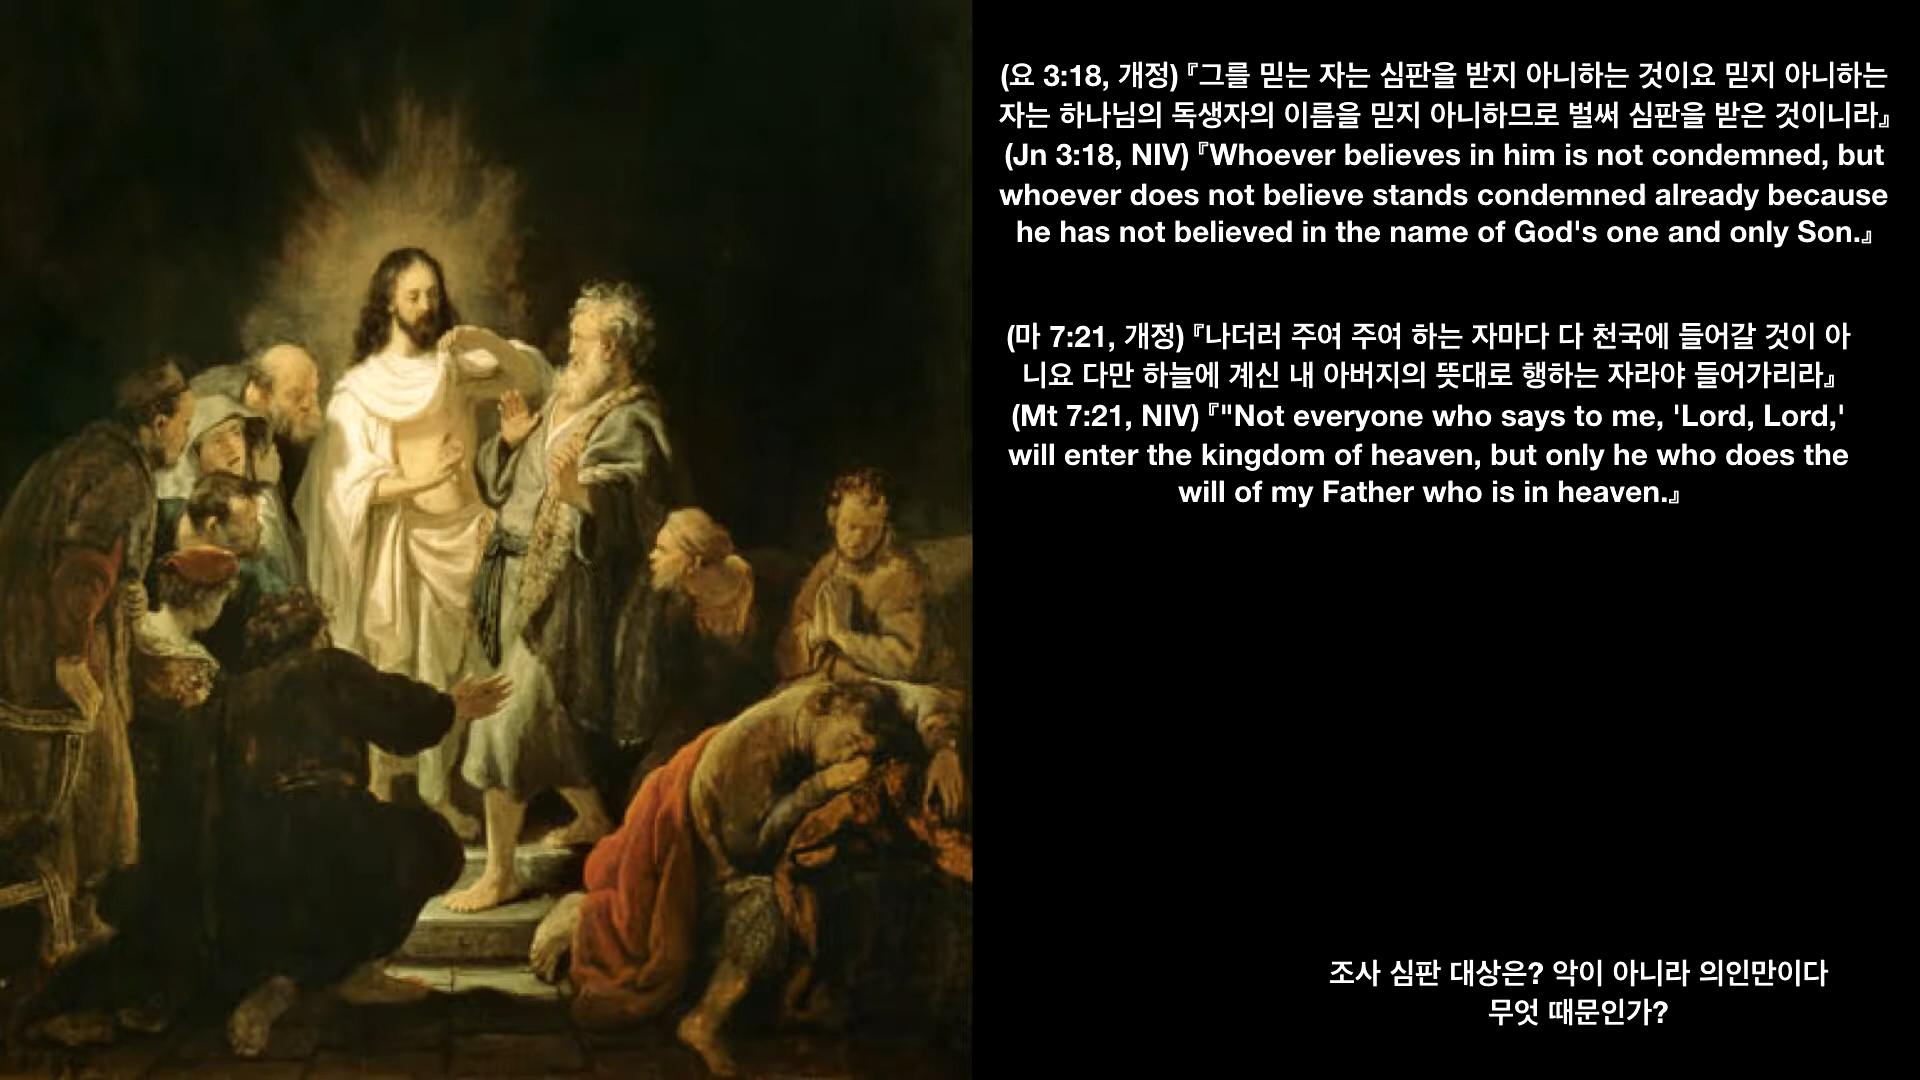 (요 3:18, 개정)『그를 믿는 자는 심판을 받지 아니하는 것이요 믿지 아니하는
자는 하나님의 독생자의 이름을 믿지 아니하므로 벌써 심판을 받은 것이니라』
(Jn 3:18, NIV)『Whoever believes in him is not condemned, but
whoever does not believe stands condemned already because
he has not believed in the name of God's one and only Son.』
(마 7:21, 개정)『나더러 주여 주여 하는 자마다 다 천국에 들어갈 것이 아
니요 다만 하늘에 계신 내 아버지의 뜻대로 행하는 자라야 들어가리라』
(Mt 7:21, NIV)『"Not everyone who says to me, 'Lord, Lord,'
will enter the kingdom of heaven, but only he who does the
will of my Father who is in heaven.』
조사 심판 대상은? 악이 아니라 의인만이다
무엇 때문인가?